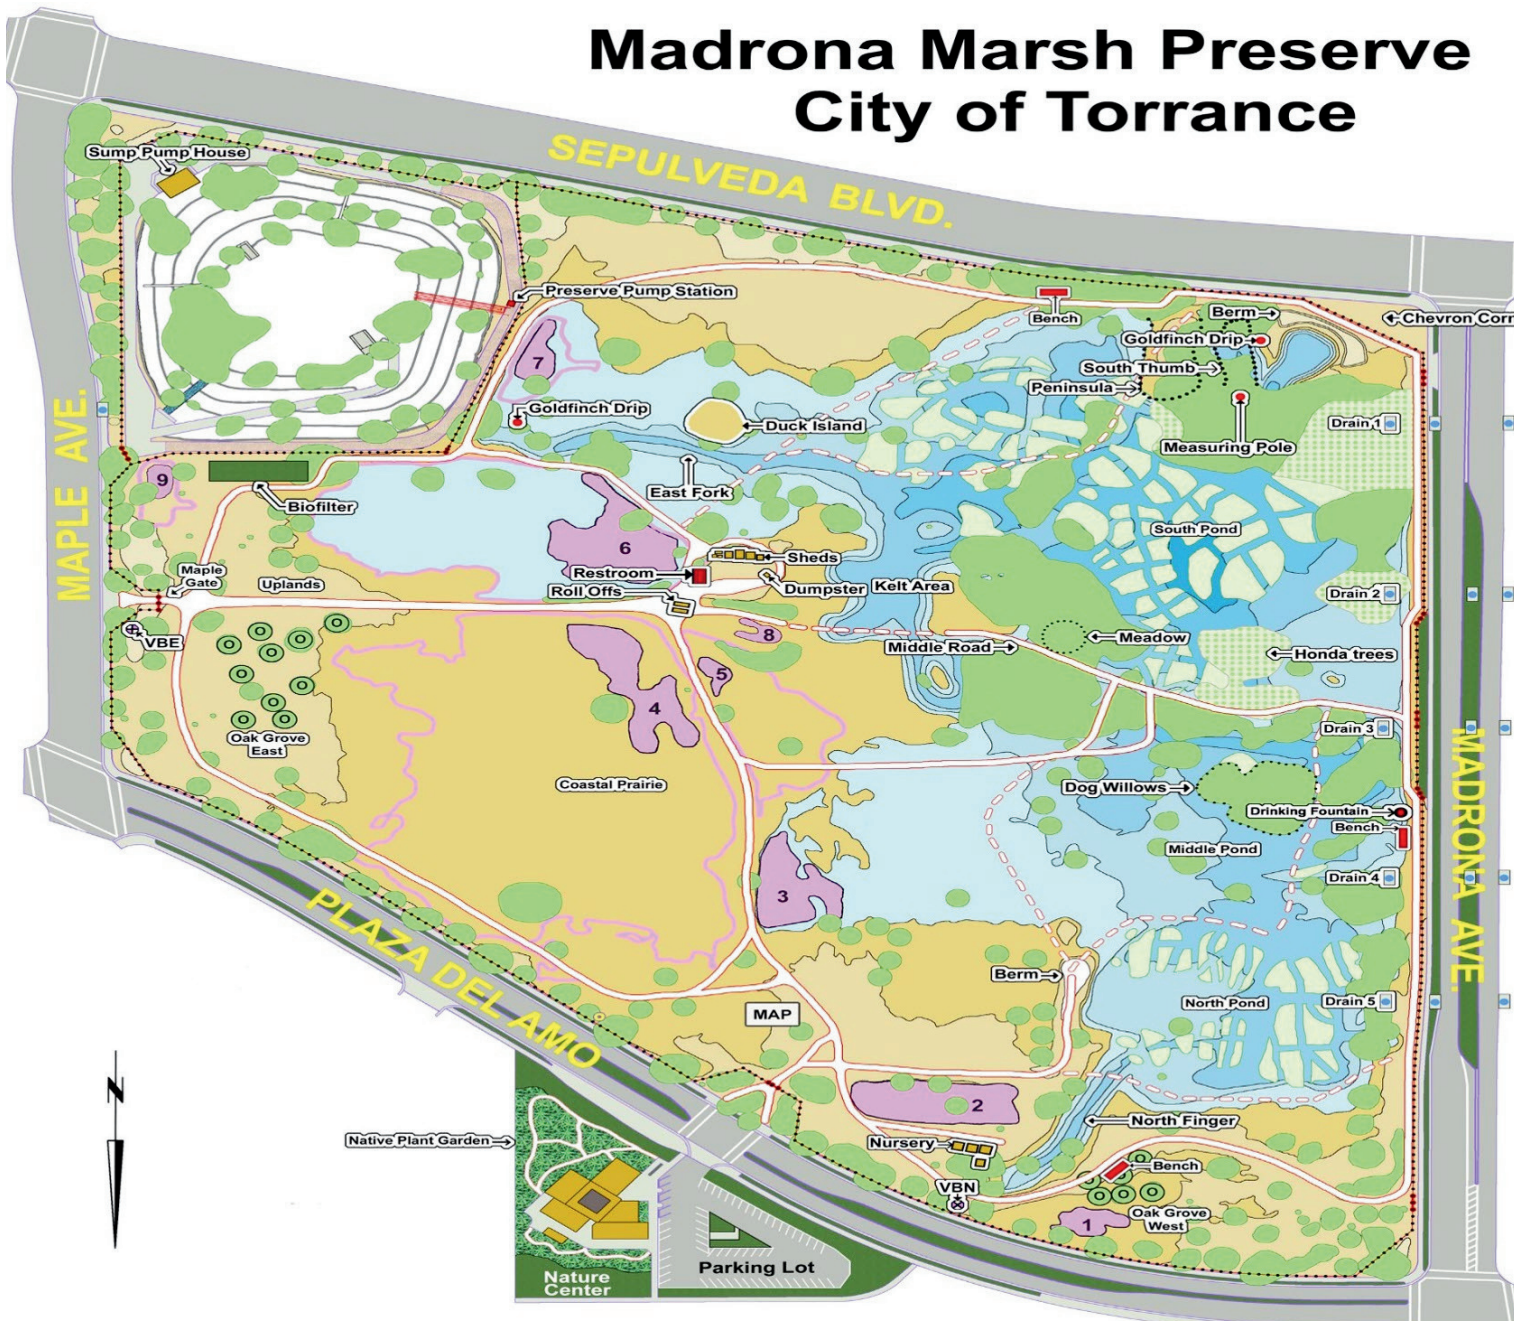 Madrona Marsh Preserve
City of Torrance
SEPULVEDA BLVD.
Sump Pump House
Preserve Pump Station
Bench
Berm
Chevron Corn
Goldfinch Drip
South Thumb
Peninsula
7
Goldfinch Drip
Duck Island
Drain 1
Measuring Pole
MAPLE AVE.
9
Biofilter
East Fork
South Pond
6
Sheds
Restroom
Maple
Gate
Uplands
Roll Offs
Dumpster
Kelt Area
Drain 2
VBE
8
Meadow
Middle Road
Honda trees
5
4
Oak Grove
East
Drain 3
MADRONA AVE.
Coastal Prairie
Dog Willows
Drinking Fountain
Bench
Middle Pond
Drain 4
3
PLAZA DEL AMO
Berm
North Pond
Drain 5
MAP
N
2
North Finger
Native Plant Garden
Nursery
Bench
VBN
Oak Grove
West
1
Parking Lot
Nature
Center